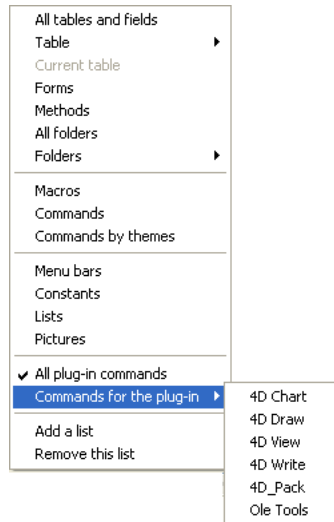 All tables and fields
Table
Current table
Forms
Methods
All folders
Folders
Macros
Commands
Commands by themes
Menu bars
Constants
Lists
Pictures
All plug-in commands
Commands for the plug-in
4D Chart
4D Draw
4D View
4D Write
4D_Pack
Ole Tools
Add a list
Remove this list